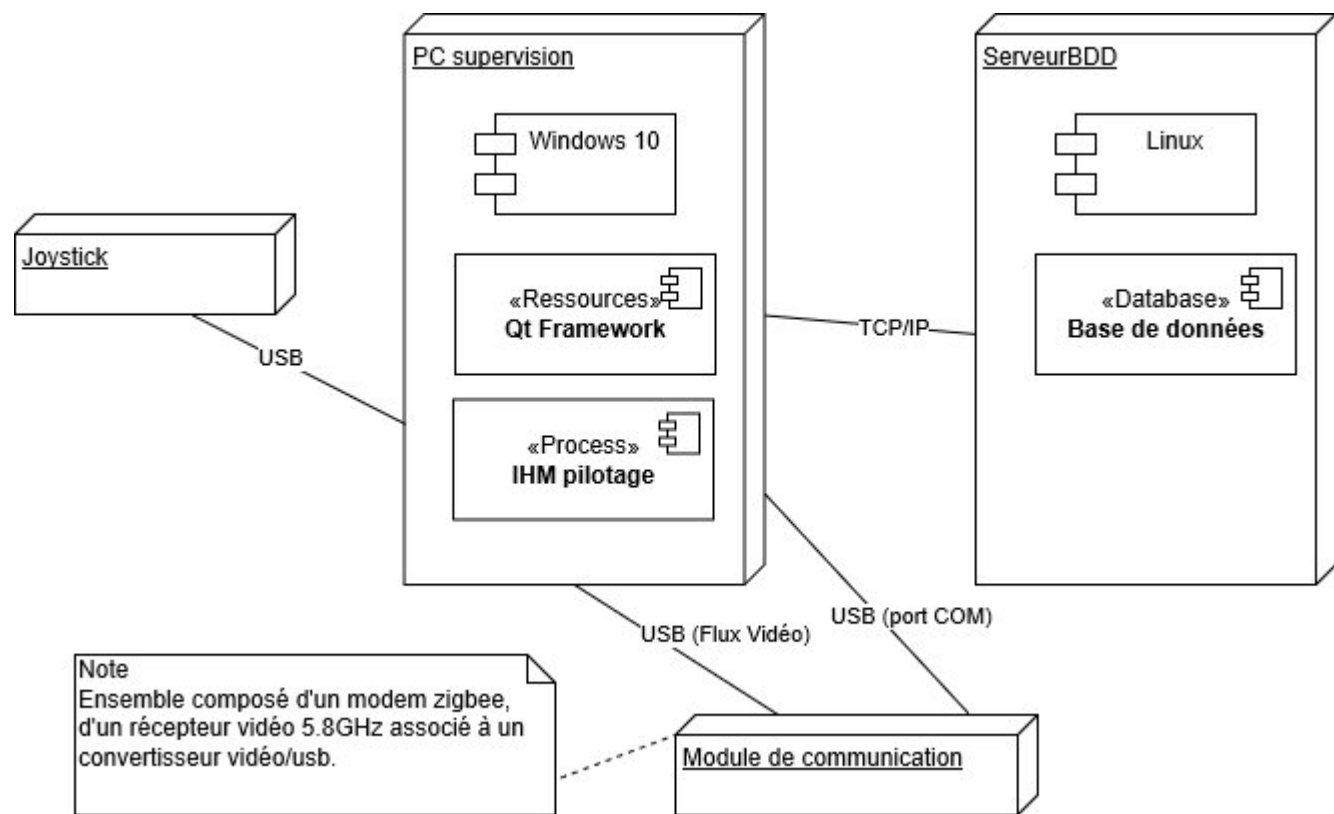 PC supervision
ServeurBDD
Windows 10
Linux
Joystick
«Ressources»
Qt Framework
«Database»
Base de données
TCP/IP
USB
«Process»
IHM pilotage
USB (port COM)
USB (Flux Vidéo)
Note
Ensemble composé d'un modem zigbee,
d'un récepteur vidéo 5.8GHz associé à un
convertisseur vidéo/usb.
Module de communication